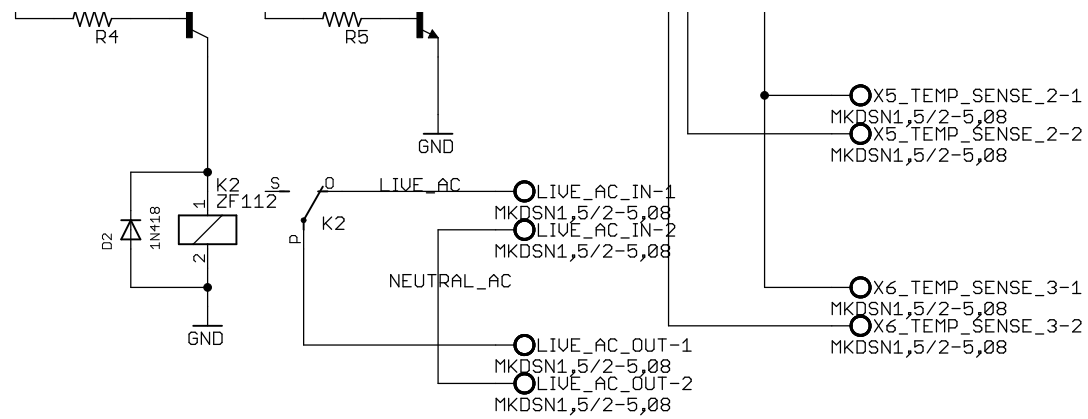 R4
R5
X5_TEMP_SENSE_2-1
MKDSN1,5/2-5,08
X5_TEMP_SENSE_2-2
MKDSN1,5/2-5,08
GND
K2
ZF112
S
O
LIVE_AC
LIVE_AC_IN-1
MKDSN1,5/2-5,08
1
K2
P
LIVE_AC_IN-2
MKDSN1,5/2-5,08
D2
1N418
2
NEUTRAL_AC
X6_TEMP_SENSE_3-1
MKDSN1,5/2-5,08
X6_TEMP_SENSE_3-2
MKDSN1,5/2-5,08
GND
LIVE_AC_OUT-1
MKDSN1,5/2-5,08
LIVE_AC_OUT-2
MKDSN1,5/2-5,08